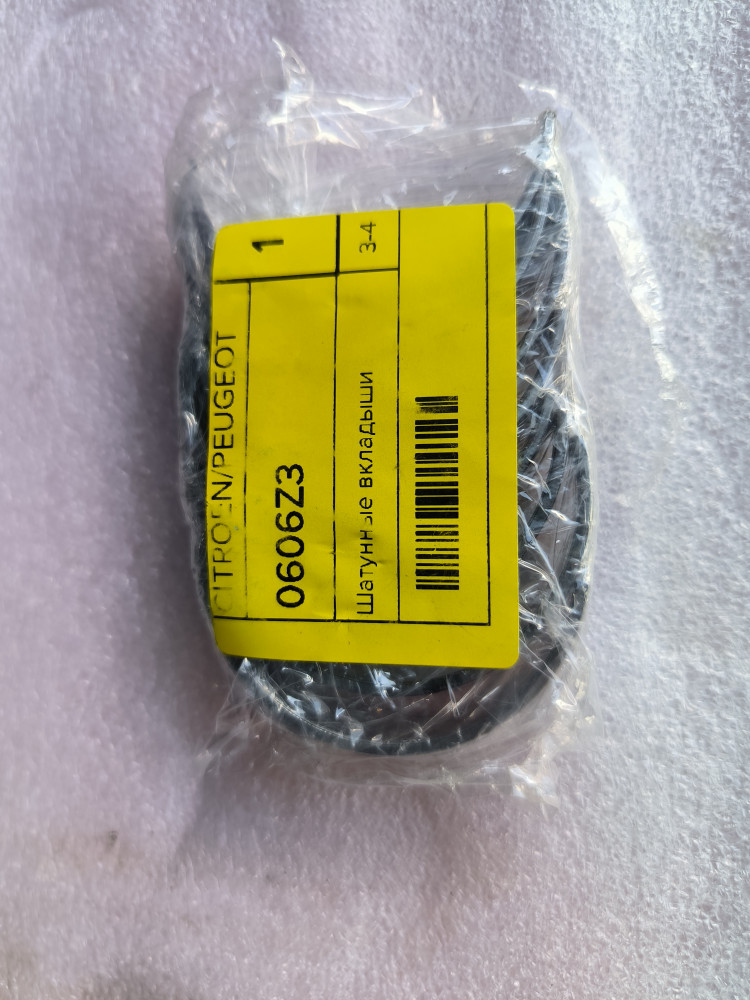 CITROEN/PEUGEOT
1
0606Z3
Шатунные вкладыши
3-4